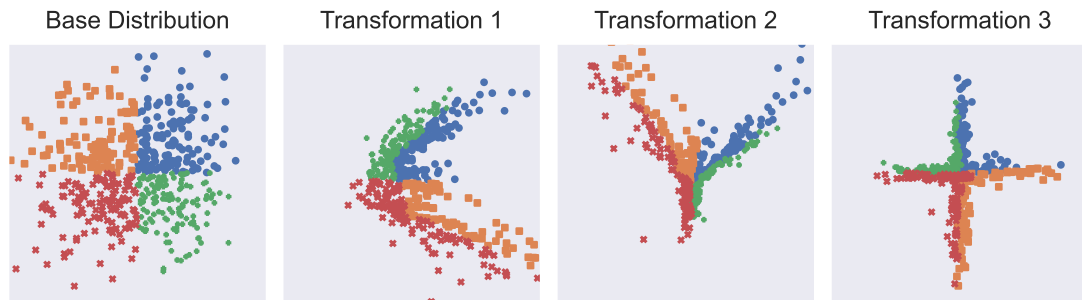 Base Distribution
Transformation 1
Transformation 2
Transformation 3